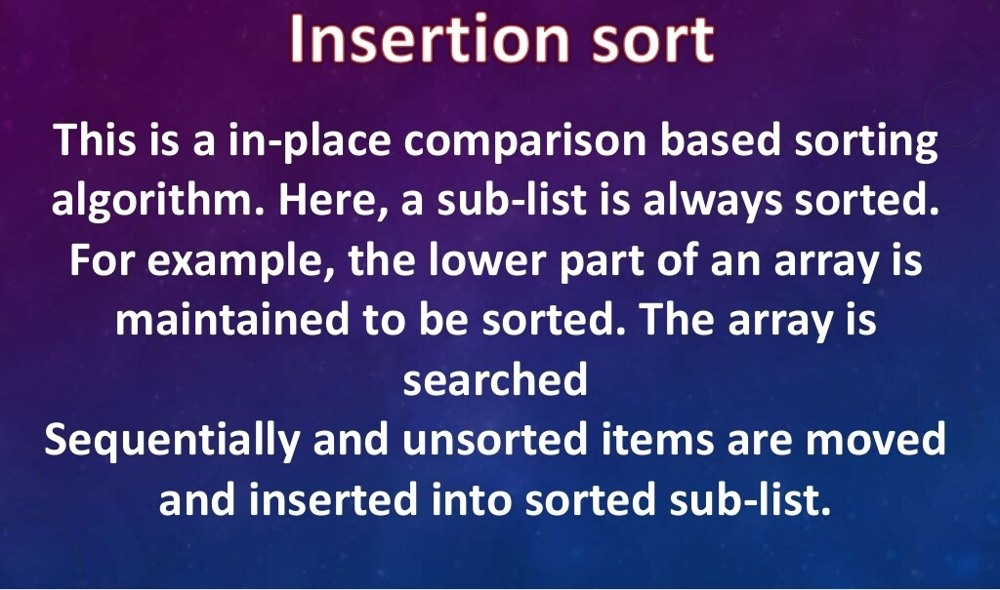 Insertion sort
This is a in-place comparison based sorting
algorithm. Here, a sub-list is always sorted.
For example, the lower part of an array is
maintained to be sorted. The array is
searched
Sequentially and unsorted items are moved
and inserted into sorted sub-list.